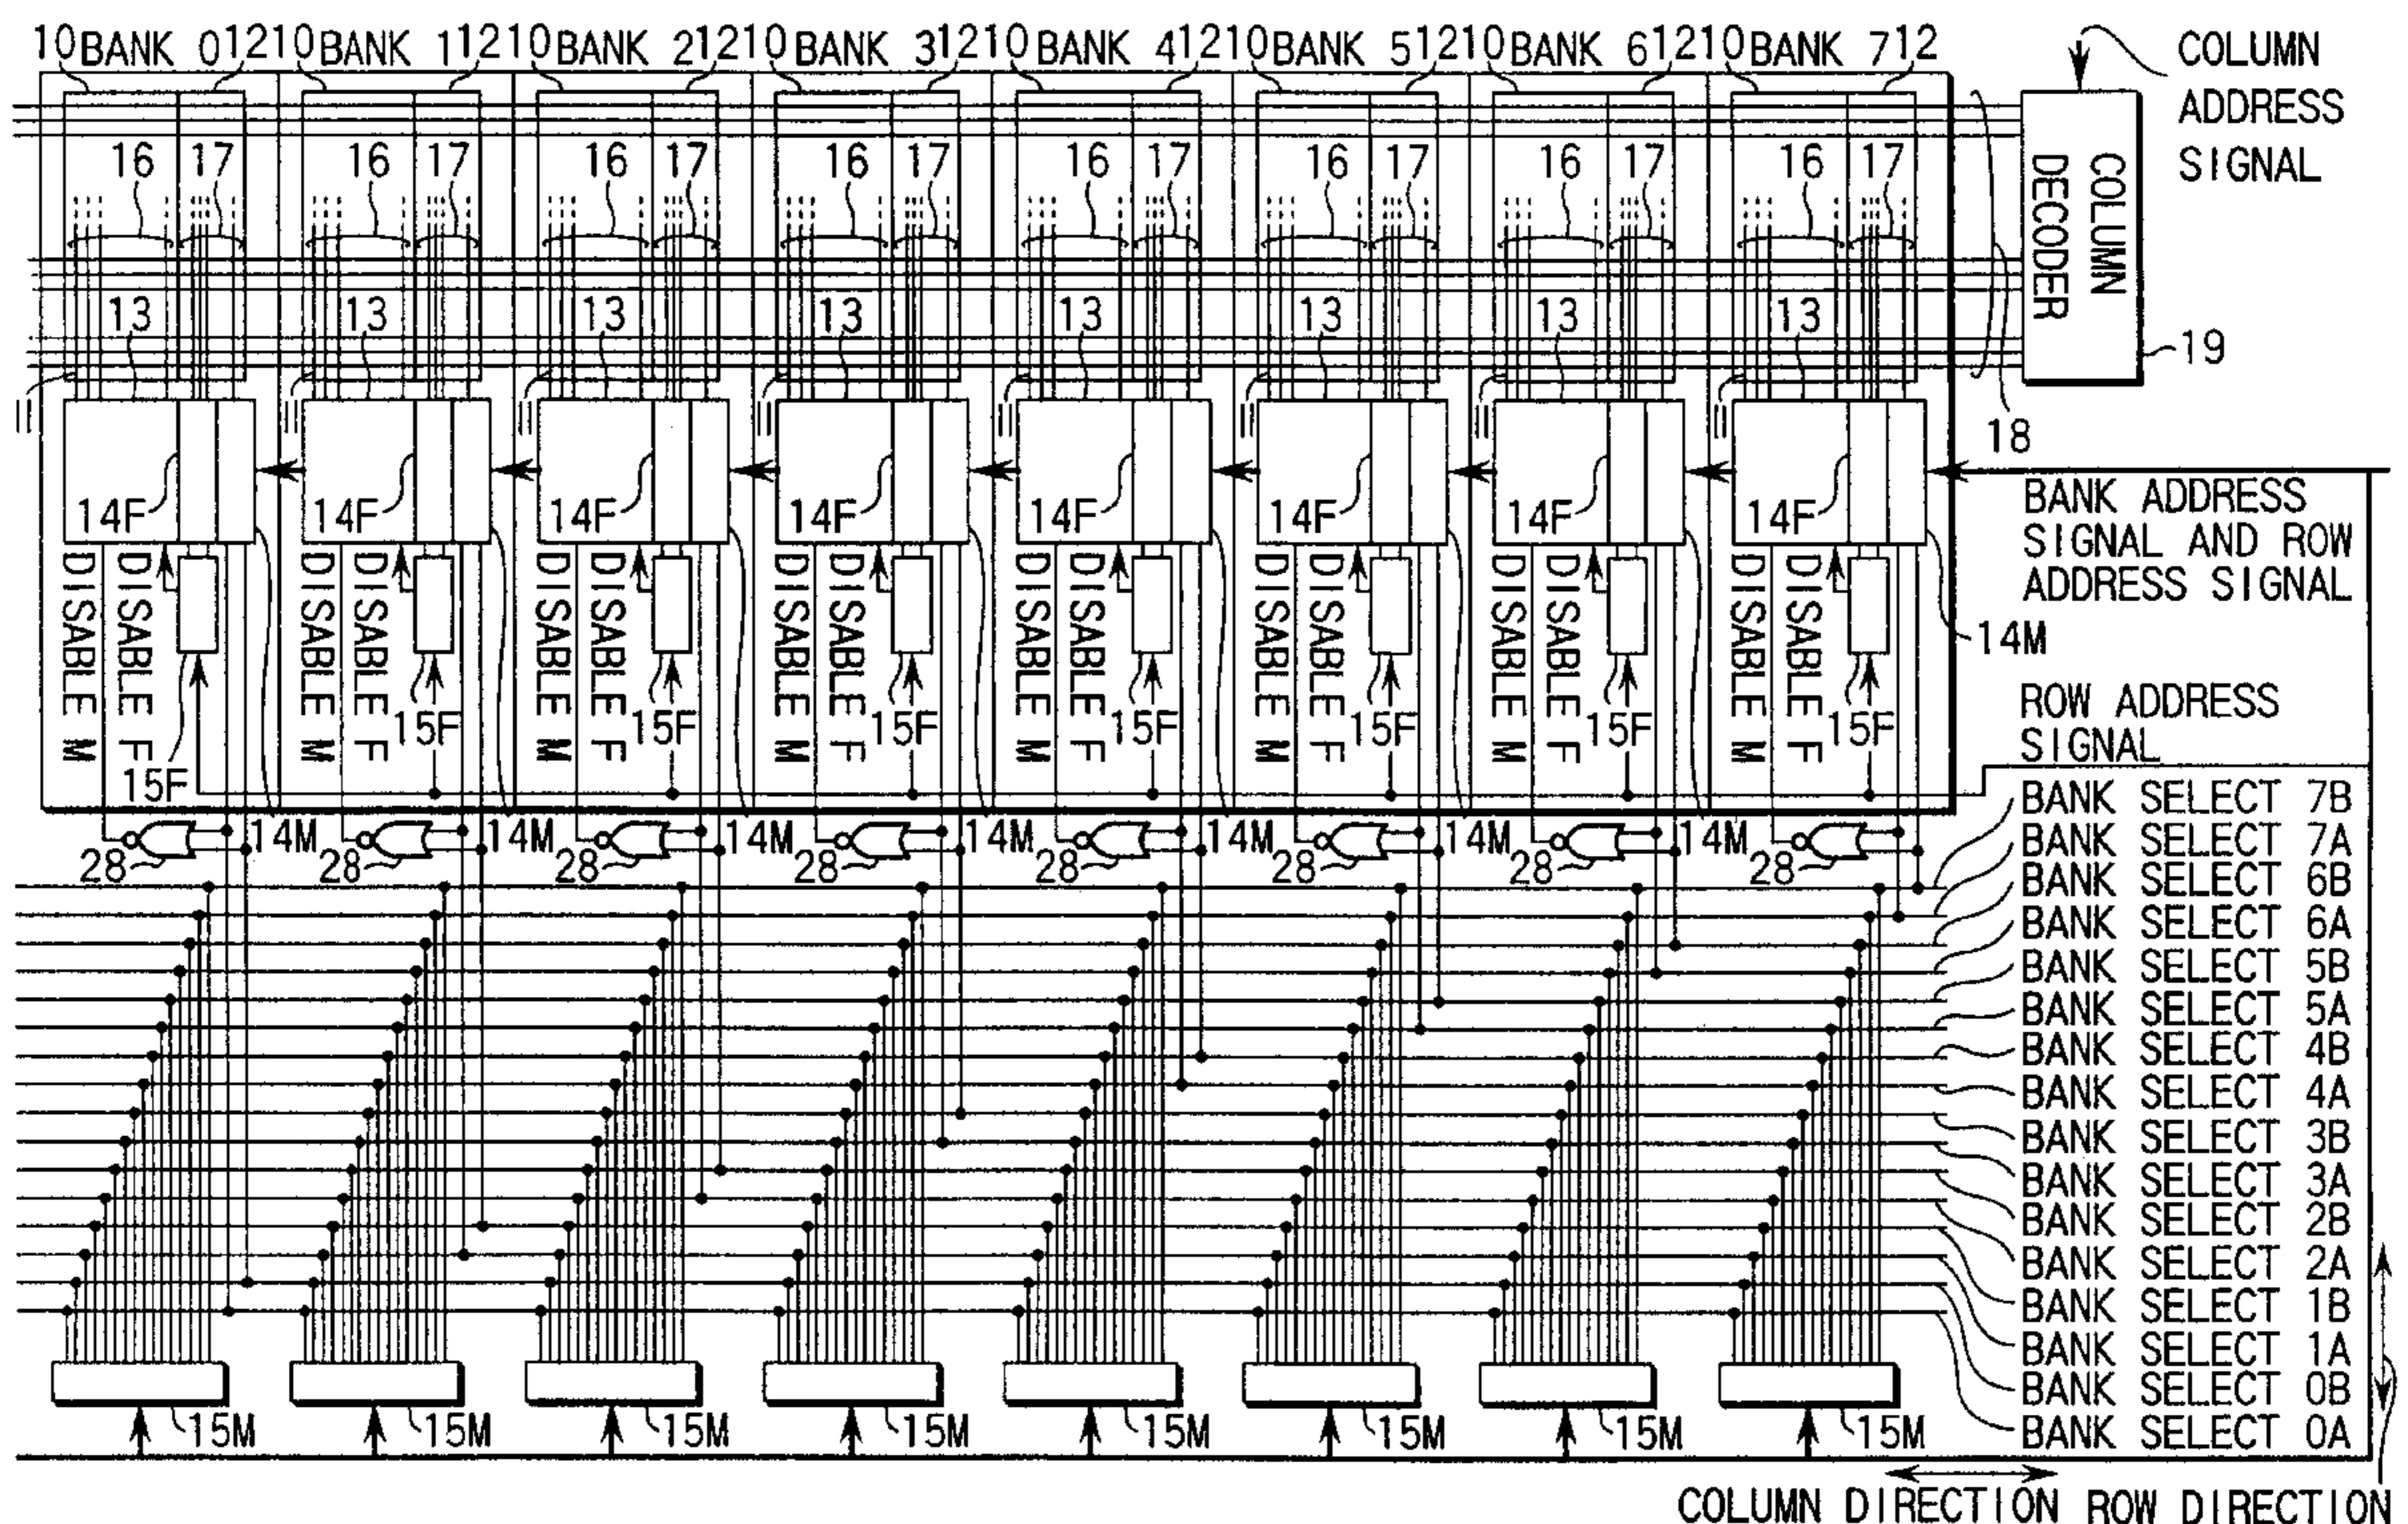 10 BANK 0 12 10 BANK 1 12 10 BANK 2 12 10 BANK 3 12 10 BANK 4 12 10 BANK 5 12 10 BANK 6 12 10 BANK 7 12
COLUMN
ADDRESS
SIGNAL
COLUMN
DECODER
16 17 16 17 16 17 16 17 16 17 16 17 16 17 16 17
13 13 13 13 13 13 13 13
19
11 11 11 11 11 11 11 11
18
14F 14F 14F 14F 14F 14F 14F 14F
BANK ADDRESS
SIGNAL AND ROW
ADDRESS SIGNAL
DISABLE M DISABLE F DISABLE M DISABLE F DISABLE M DISABLE F DISABLE M DISABLE F DISABLE M DISABLE F DISABLE M DISABLE F DISABLE M DISABLE F DISABLE M DISABLE F
14M
15F 15F 15F 15F 15F 15F 15F 15F
ROW ADDRESS
SIGNAL
14M 14M 14M 14M 14M 14M 14M
28 28 28 28 28 28 28 28
BANK SELECT 7B
BANK SELECT 7A
BANK SELECT 6B
BANK SELECT 6A
BANK SELECT 5B
BANK SELECT 5A
BANK SELECT 4B
BANK SELECT 4A
BANK SELECT 3B
BANK SELECT 3A
BANK SELECT 2B
BANK SELECT 2A
BANK SELECT 1B
BANK SELECT 1A
BANK SELECT 0B
BANK SELECT 0A
15M 15M 15M 15M 15M 15M 15M 15M
COLUMN DIRECTION ROW DIRECTION